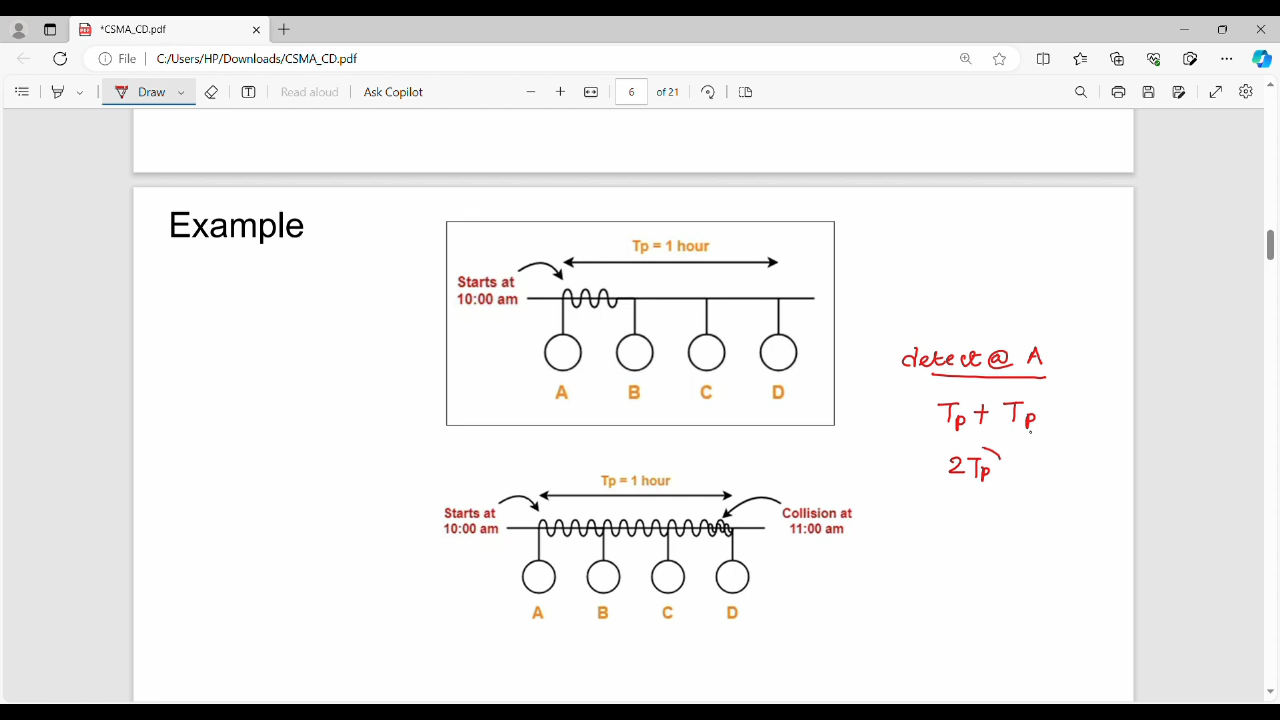 *CSMA_CD.pdf
File
C:/Users/HP/Downloads/CSMA_CD.pdf
Draw
Read aloud
Ask Copilot
6
of 21
Example
Tp = 1 hour
Starts at
10:00 am
A B C D
detect @ A
Tp + Tp
2Tp
Tp = 1 hour
Starts at
10:00 am
Collision at
11:00 am
A B C D